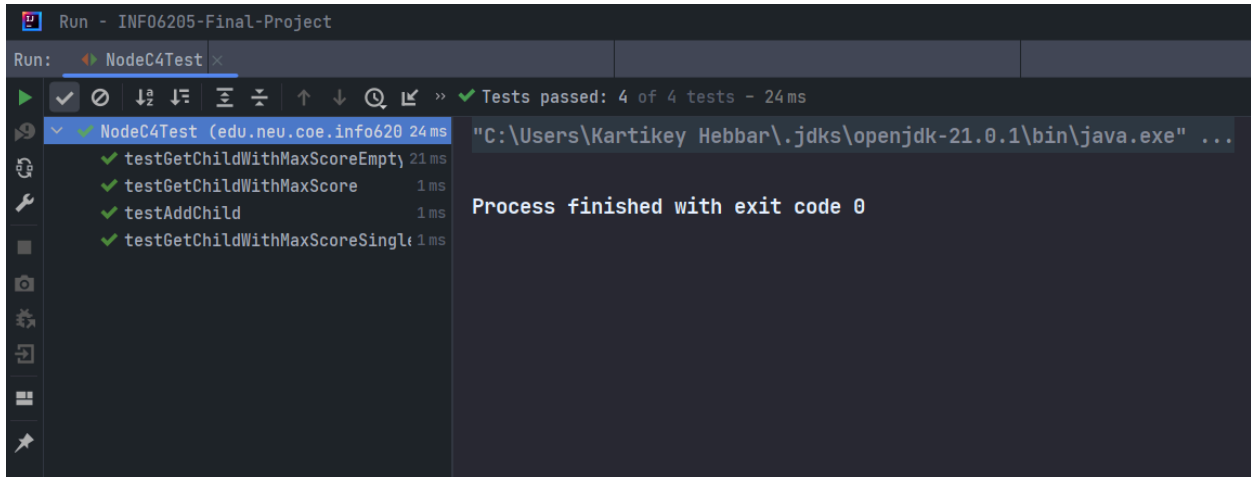 Run - INFO6205-Final-Project
Run: NodeC4Test
Tests passed: 4 of 4 tests – 24 ms
NodeC4Test (edu.neu.coe.info620 24 ms
testGetChildWithMaxScoreEmpty 21 ms
testGetChildWithMaxScore 1 ms
testAddChild 1 ms
testGetChildWithMaxScoreSingle 1 ms
"C:\Users\Kartikey Hebbar\.jdks\openjdk-21.0.1\bin\java.exe" ...
Process finished with exit code 0